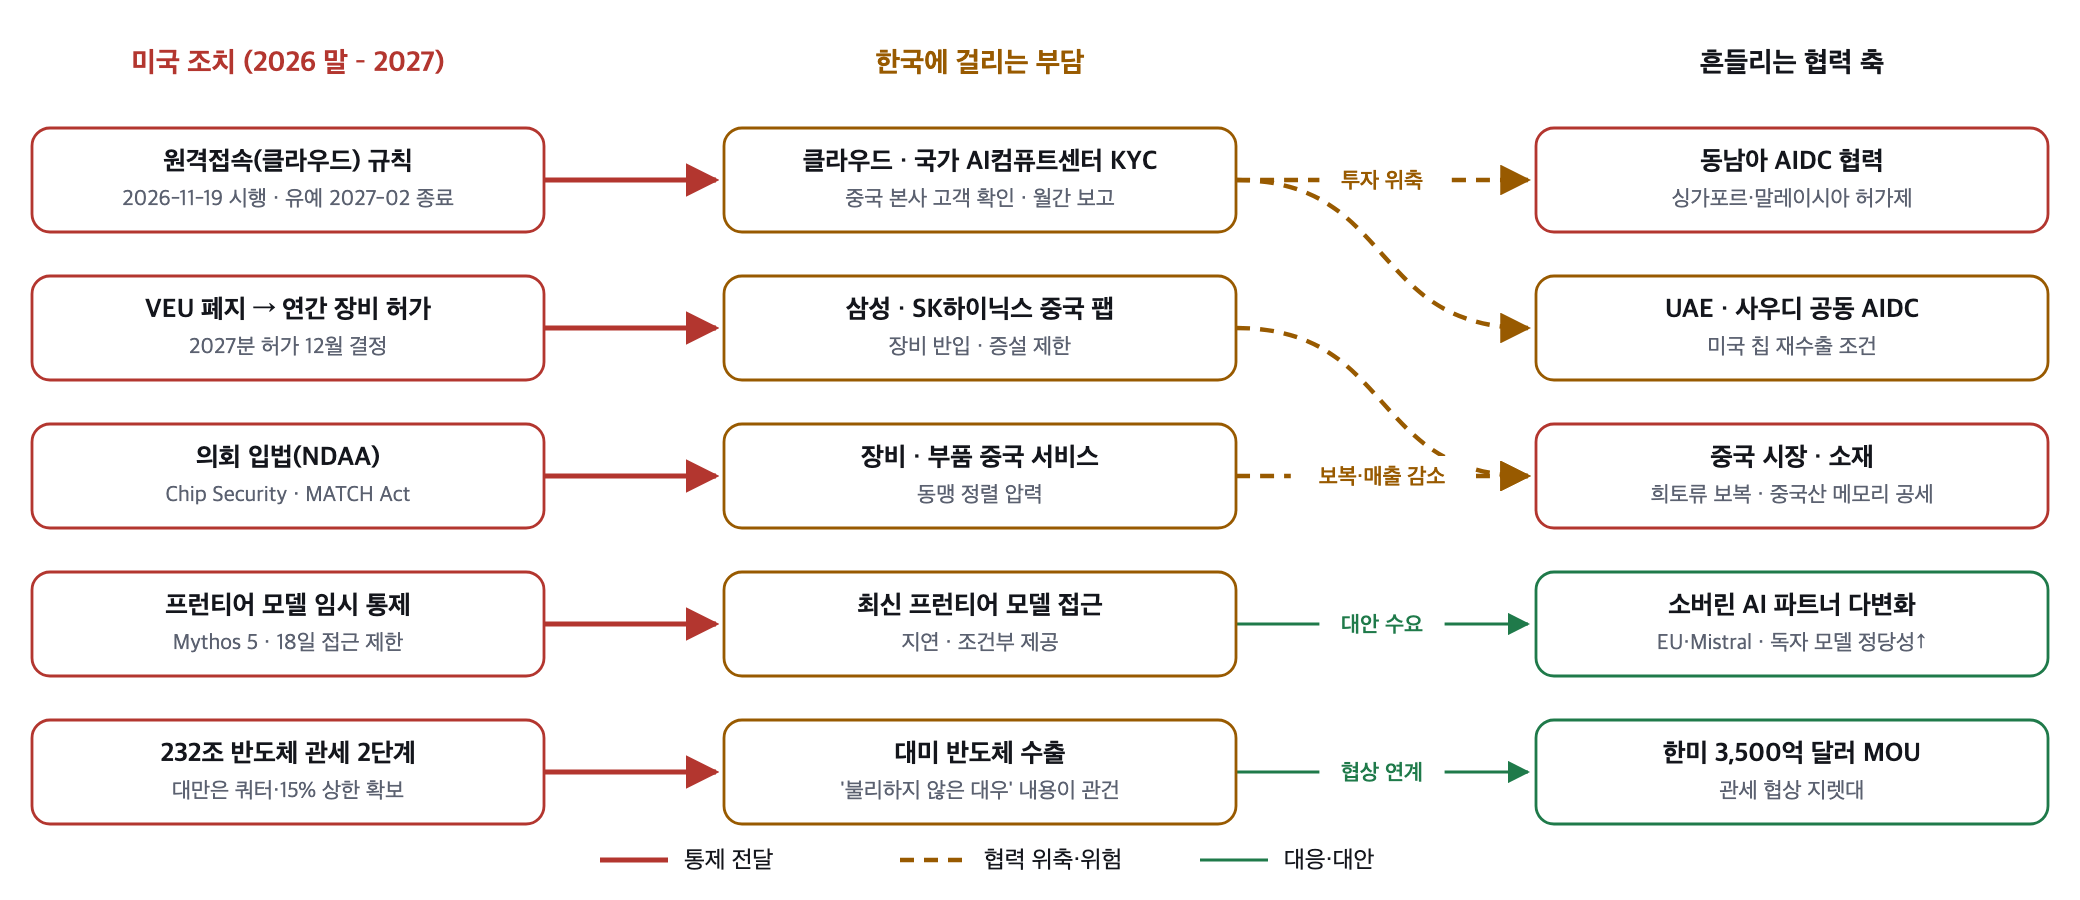 미국 조치 (2026 말 - 2027)
한국에 걸리는 부담
흔들리는 협력 축
원격접속(클라우드) 규칙
2026-11-19 시행 · 유예 2027-02 종료
클라우드 · 국가 AI컴퓨트센터 KYC
중국 본사 고객 확인 · 월간 보고
투자 위축
동남아 AIDC 협력
싱가포르·말레이시아 허가제
VEU 폐지 → 연간 장비 허가
2027분 허가 12월 결정
삼성 · SK하이닉스 중국 팹
장비 반입 · 증설 제한
UAE · 사우디 공동 AIDC
미국 칩 재수출 조건
의회 입법(NDAA)
Chip Security · MATCH Act
장비 · 부품 중국 서비스
동맹 정렬 압력
보복·매출 감소
중국 시장 · 소재
희토류 보복 · 중국산 메모리 공세
프런티어 모델 임시 통제
Mythos 5 · 18일 접근 제한
최신 프런티어 모델 접근
지연 · 조건부 제공
대안 수요
소버린 AI 파트너 다변화
EU·Mistral · 독자 모델 정당성↑
232조 반도체 관세 2단계
대만은 쿼터·15% 상한 확보
대미 반도체 수출
'불리하지 않은 대우' 내용이 관건
협상 연계
한미 3,500억 달러 MOU
관세 협상 지렛대
통제 전달
협력 위축·위험
대응·대안